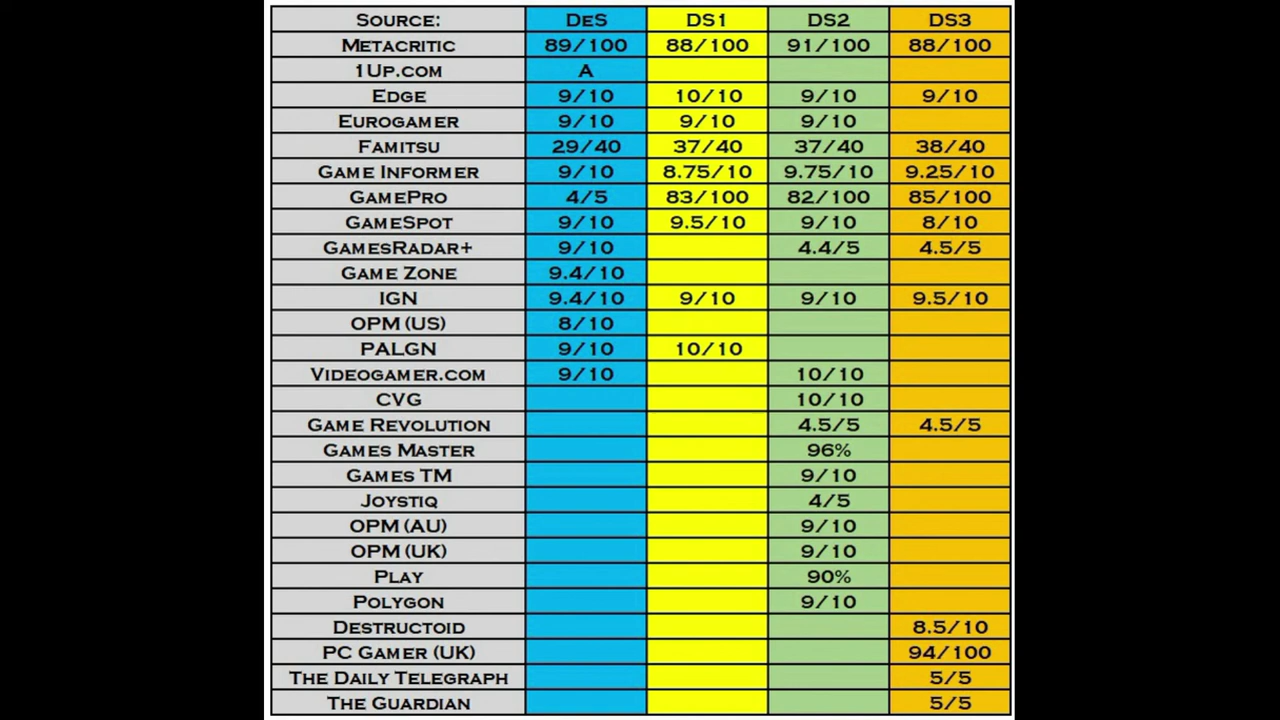 Source: DeS DS1 DS2 DS3
Metacritic 89/100 88/100 91/100 88/100
1Up.com A
Edge 9/10 10/10 9/10 9/10
Eurogamer 9/10 9/10 9/10
Famitsu 29/40 37/40 37/40 38/40
Game Informer 9/10 8.75/10 9.75/10 9.25/10
GamePro 4/5 83/100 82/100 85/100
GameSpot 9/10 9.5/10 9/10 8/10
GamesRadar+ 9/10 4.4/5 4.5/5
Game Zone 9.4/10
IGN 9.4/10 9/10 9/10 9.5/10
OPM (US) 8/10
PALGN 9/10 10/10
Videogamer.com 9/10 10/10
CVG 10/10
Game Revolution 4.5/5 4.5/5
Games Master 96%
Games TM 9/10
Joystiq 4/5
OPM (AU) 9/10
OPM (UK) 9/10
Play 90%
Polygon 9/10
Destructoid 8.5/10
PC Gamer (UK) 94/100
The Daily Telegraph 5/5
The Guardian 5/5